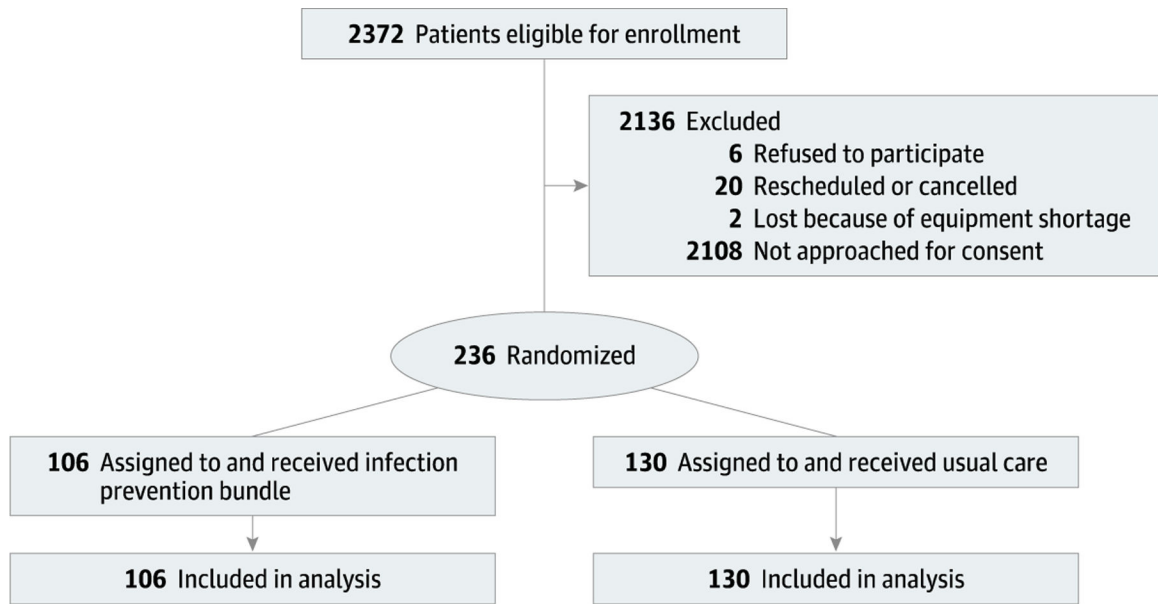 2372 Patients eligible for enrollment
2136 Excluded
6 Refused to participate
20 Rescheduled or cancelled
2 Lost because of equipment shortage
2108 Not approached for consent
236 Randomized
106 Assigned to and received infection
prevention bundle
130 Assigned to and received usual care
106 Included in analysis
130 Included in analysis